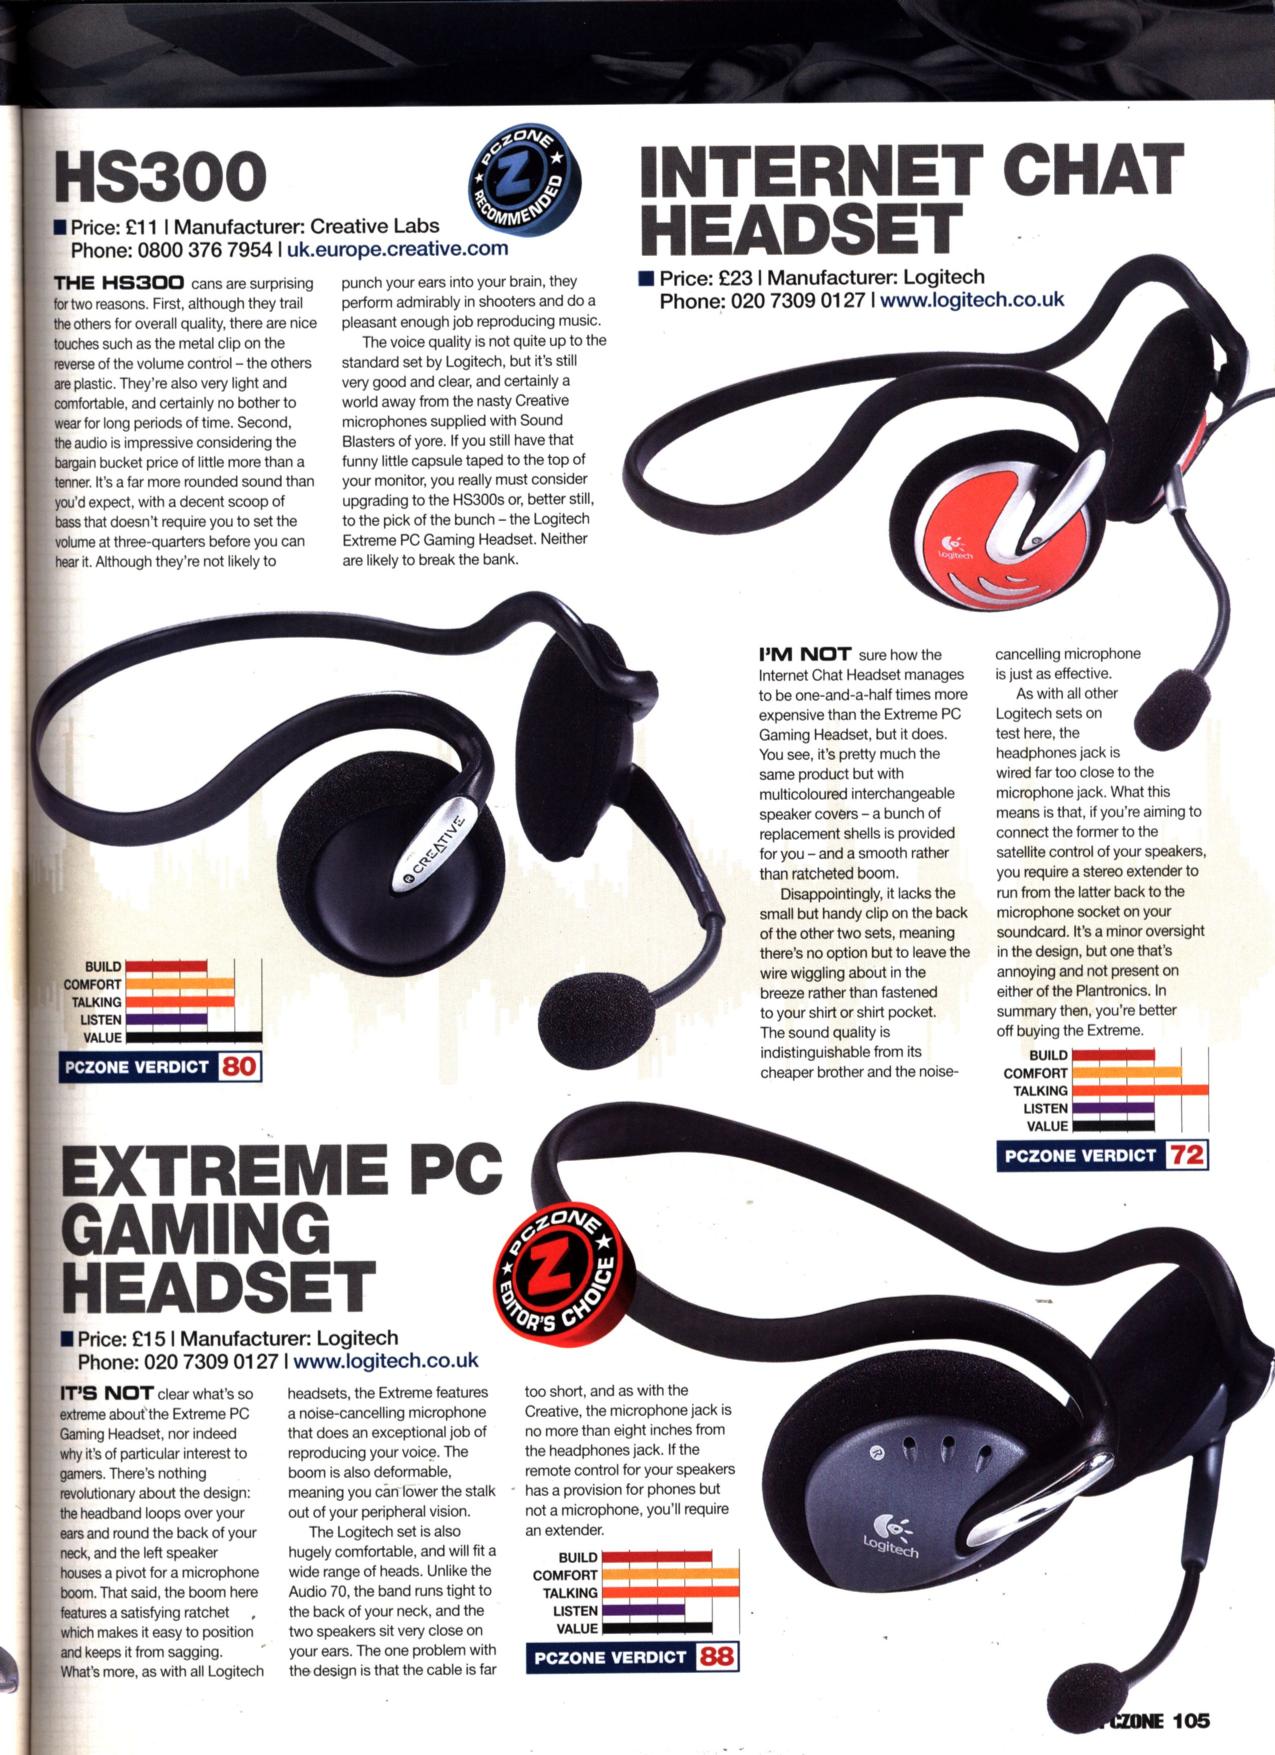 HS300
PCZONE
Z
RECOMMENDED
Price: £11 | Manufacturer: Creative Labs
Phone: 0800 376 7954 | uk.europe.creative.com
THE HS300 cans are surprising
for two reasons. First, although they trail
the others for overall quality, there are nice
touches such as the metal clip on the
reverse of the volume control – the others
are plastic. They're also very light and
comfortable, and certainly no bother to
wear for long periods of time. Second,
the audio is impressive considering the
bargain bucket price of little more than a
tenner. It's a far more rounded sound than
you'd expect, with a decent scoop of
bass that doesn't require you to set the
volume at three-quarters before you can
hear it. Although they're not likely to
punch your ears into your brain, they
perform admirably in shooters and do a
pleasant enough job reproducing music.
The voice quality is not quite up to the
standard set by Logitech, but it's still
very good and clear, and certainly a
world away from the nasty Creative
microphones supplied with Sound
Blasters of yore. If you still have that
funny little capsule taped to the top of
your monitor, you really must consider
upgrading to the HS300s or, better still,
to the pick of the bunch – the Logitech
Extreme PC Gaming Headset. Neither
are likely to break the bank.
CREATIVE
BUILD
COMFORT
TALKING
LISTEN
VALUE
PCZONE VERDICT 80
INTERNET CHAT
HEADSET
Price: £23 | Manufacturer: Logitech
Phone: 020 7309 0127 | www.logitech.co.uk
Logitech
I'M NOT sure how the
Internet Chat Headset manages
to be one-and-a-half times more
expensive than the Extreme PC
Gaming Headset, but it does.
You see, it's pretty much the
same product but with
multicoloured interchangeable
speaker covers – a bunch of
replacement shells is provided
for you – and a smooth rather
than ratcheted boom.
Disappointingly, it lacks the
small but handy clip on the back
of the other two sets, meaning
there's no option but to leave the
wire wiggling about in the
breeze rather than fastened
to your shirt or shirt pocket.
The sound quality is
indistinguishable from its
cheaper brother and the noise-
cancelling microphone
is just as effective.
As with all other
Logitech sets on
test here, the
headphones jack is
wired far too close to the
microphone jack. What this
means is that, if you're aiming to
connect the former to the
satellite control of your speakers,
you require a stereo extender to
run from the latter back to the
microphone socket on your
soundcard. It's a minor oversight
in the design, but one that's
annoying and not present on
either of the Plantronics. In
summary then, you're better
off buying the Extreme.
BUILD
COMFORT
TALKING
LISTEN
VALUE
PCZONE VERDICT 72
EXTREME PC
GAMING
HEADSET
PCZONE
Z
EDITOR'S CHOICE
Price: £15 | Manufacturer: Logitech
Phone: 020 7309 0127 | www.logitech.co.uk
IT'S NOT clear what's so
extreme about the Extreme PC
Gaming Headset, nor indeed
why it's of particular interest to
gamers. There's nothing
revolutionary about the design:
the headband loops over your
ears and round the back of your
neck, and the left speaker
houses a pivot for a microphone
boom. That said, the boom here
features a satisfying ratchet
which makes it easy to position
and keeps it from sagging.
What's more, as with all Logitech
headsets, the Extreme features
a noise-cancelling microphone
that does an exceptional job of
reproducing your voice. The
boom is also deformable,
meaning you can lower the stalk
out of your peripheral vision.
The Logitech set is also
hugely comfortable, and will fit a
wide range of heads. Unlike the
Audio 70, the band runs tight to
the back of your neck, and the
two speakers sit very close on
your ears. The one problem with
the design is that the cable is far
too short, and as with the
Creative, the microphone jack is
no more than eight inches from
the headphones jack. If the
remote control for your speakers
has a provision for phones but
not a microphone, you'll require
an extender.
BUILD
COMFORT
TALKING
LISTEN
VALUE
PCZONE VERDICT 88
R
Logitech
PCZONE 105